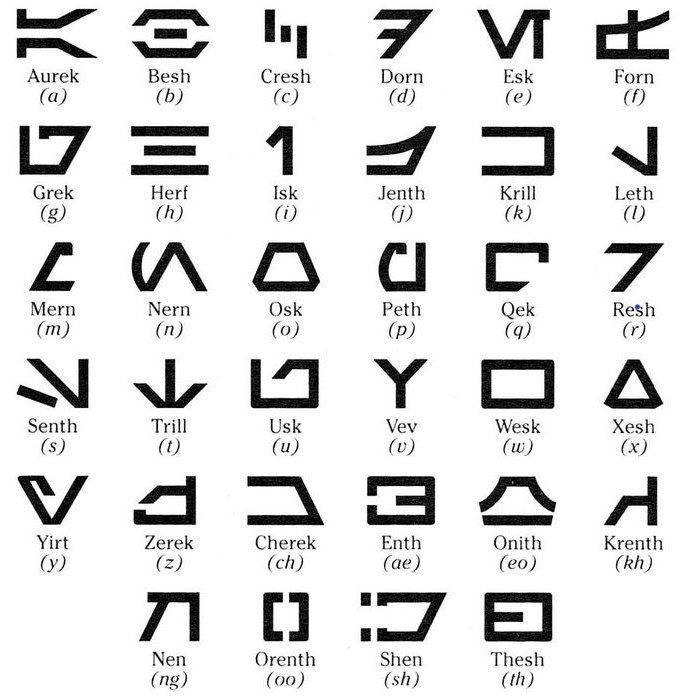 Aurek Besh Cresh Dorn Esk Forn
(a) (b) (c) (d) (e) (f)
Grek Herf Isk Jenth Krill Leth
(g) (h) (i) (j) (k) (l)
Mern Nern Osk Peth Qek Resh
(m) (n) (o) (p) (q) (r)
Senth Trill Usk Vev Wesk Xesh
(s) (t) (u) (v) (w) (x)
Yirt Zerek Cherek Enth Onith Krenth
(y) (z) (ch) (ae) (eo) (kh)
Nen Orenth Shen Thesh
(ng) (oo) (sh) (th)